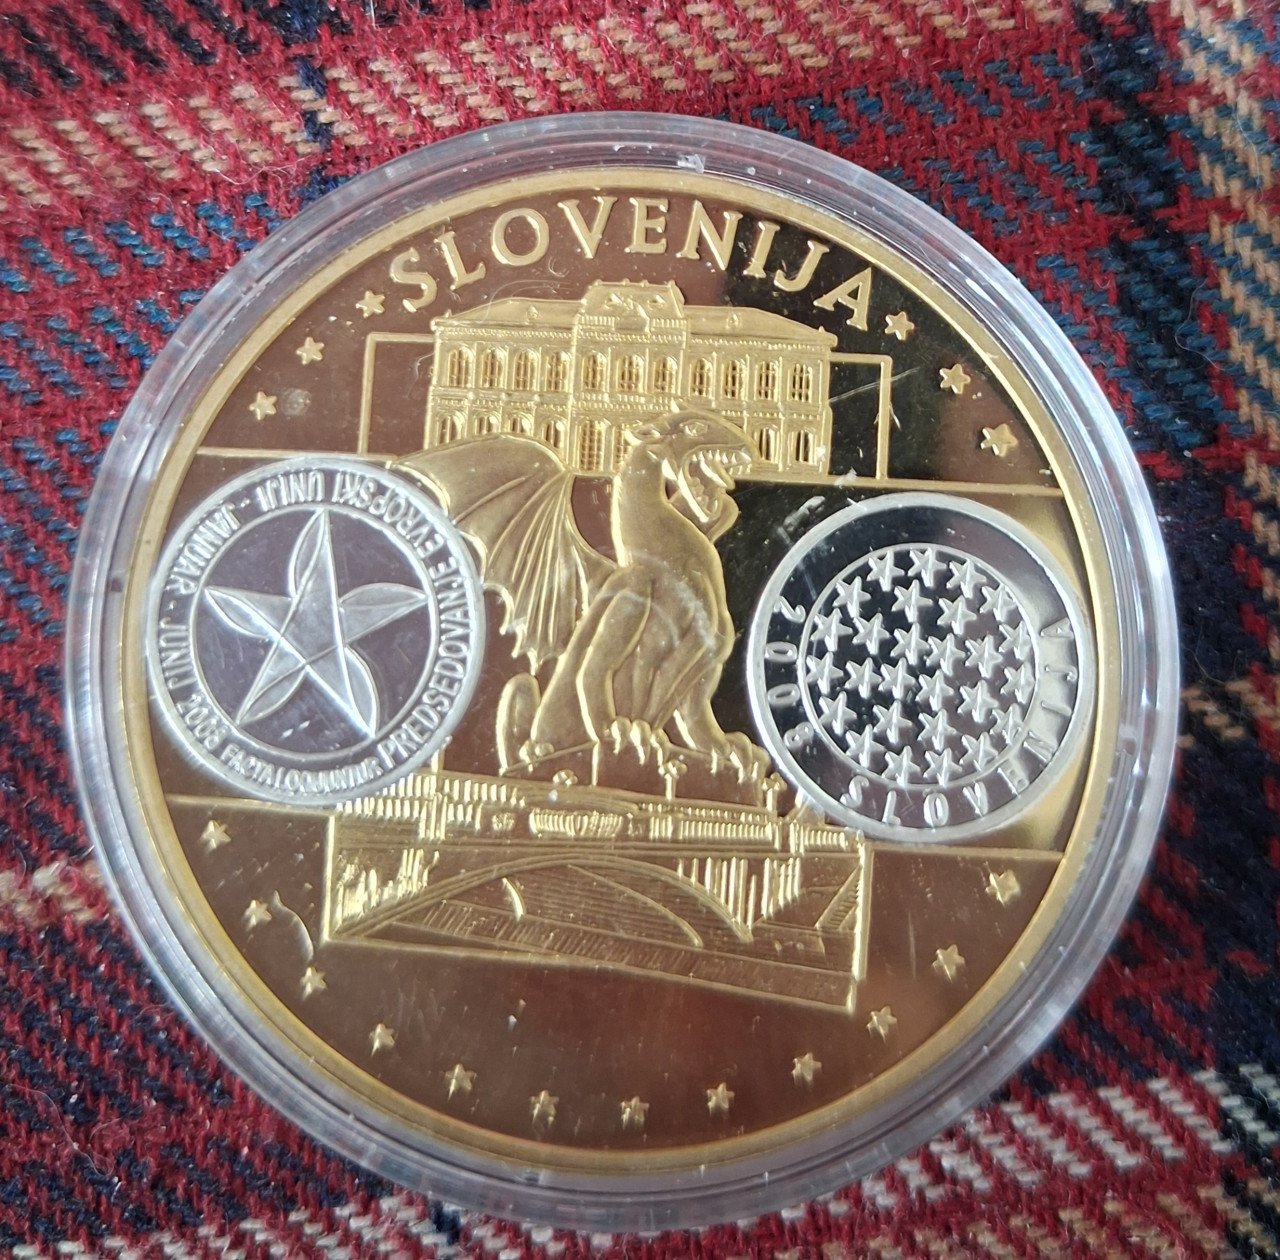 SLOVENIJA
PREDSEDOVANJE EVROPSKI UNIJI - JANUAR - JUNIJ 2008 FACTA LOQUUNTUR
2008 SLOVENIJA